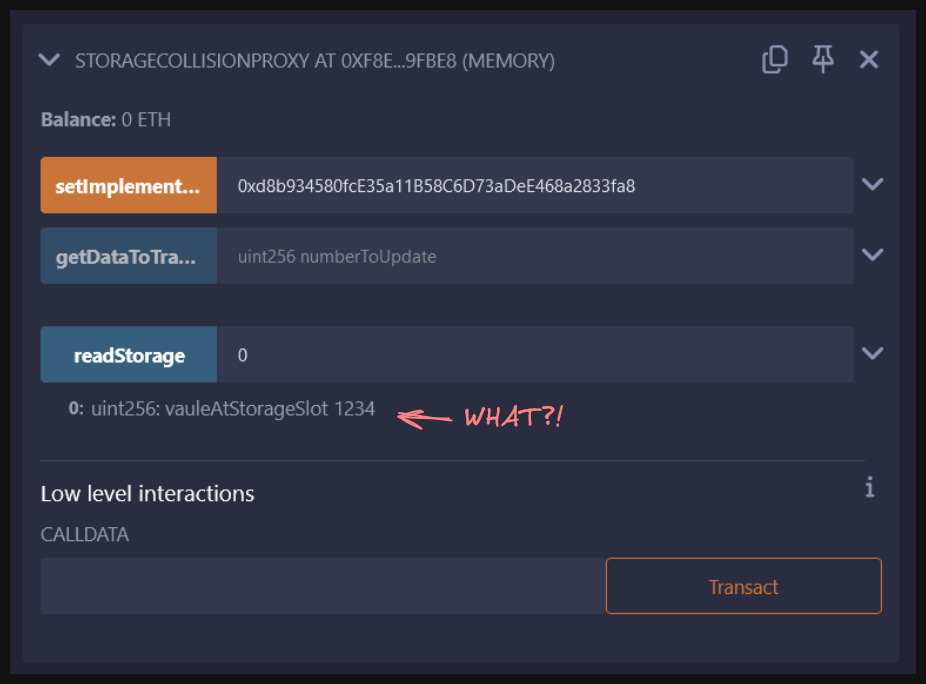 STORAGECOLLISIONPROXY AT 0XF8E...9FBE8 (MEMORY)
Balance: 0 ETH
setImplement... 0xd8b934580fcE35a11B58C6D73aDeE468a2833fa8
getDataToTra... uint256 numberToUpdate
readStorage 0
0: uint256: vauleAtStorageSlot 1234
WHAT?!
Low level interactions
i
CALLDATA
Transact